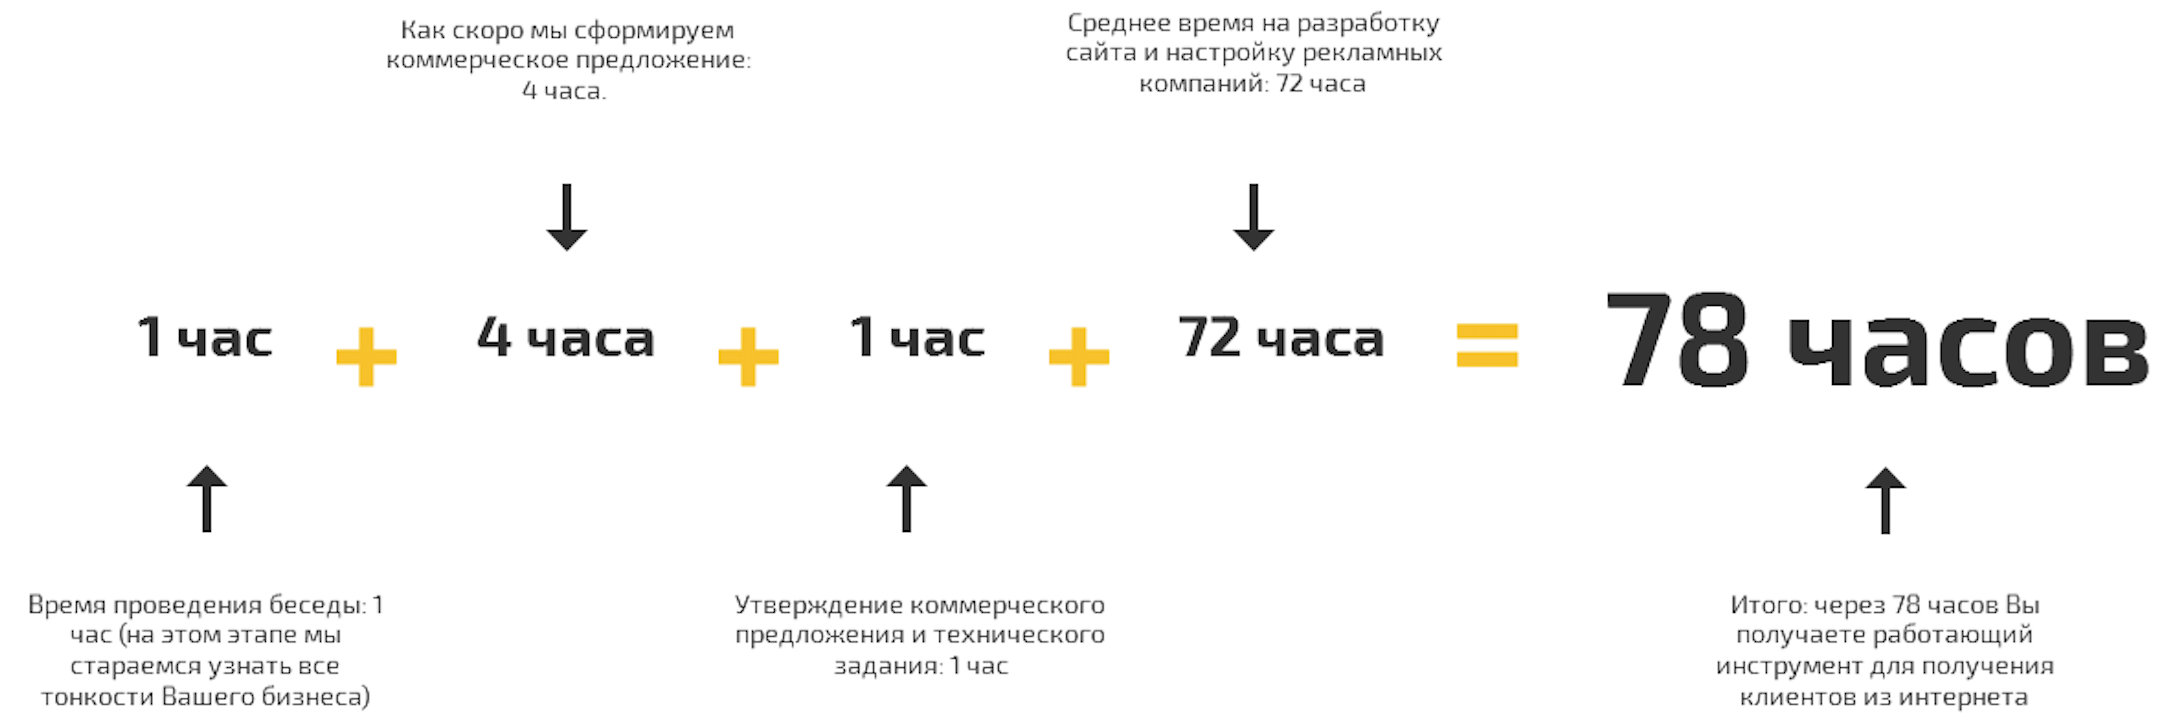 Как скоро мы сформируем
коммерческое предложение:
4 часа.
Среднее время на разработку
сайта и настройку рекламных
компаний: 72 часа
1 час + 4 часа + 1 час + 72 часа = 78 часов
Время проведения беседы: 1
час (на этом этапе мы
стараемся узнать все
тонкости Вашего бизнеса)
Утверждение коммерческого
предложения и технического
задания: 1 час
Итого: через 78 часов Вы
получаете работающий
инструмент для получения
клиентов из интернета